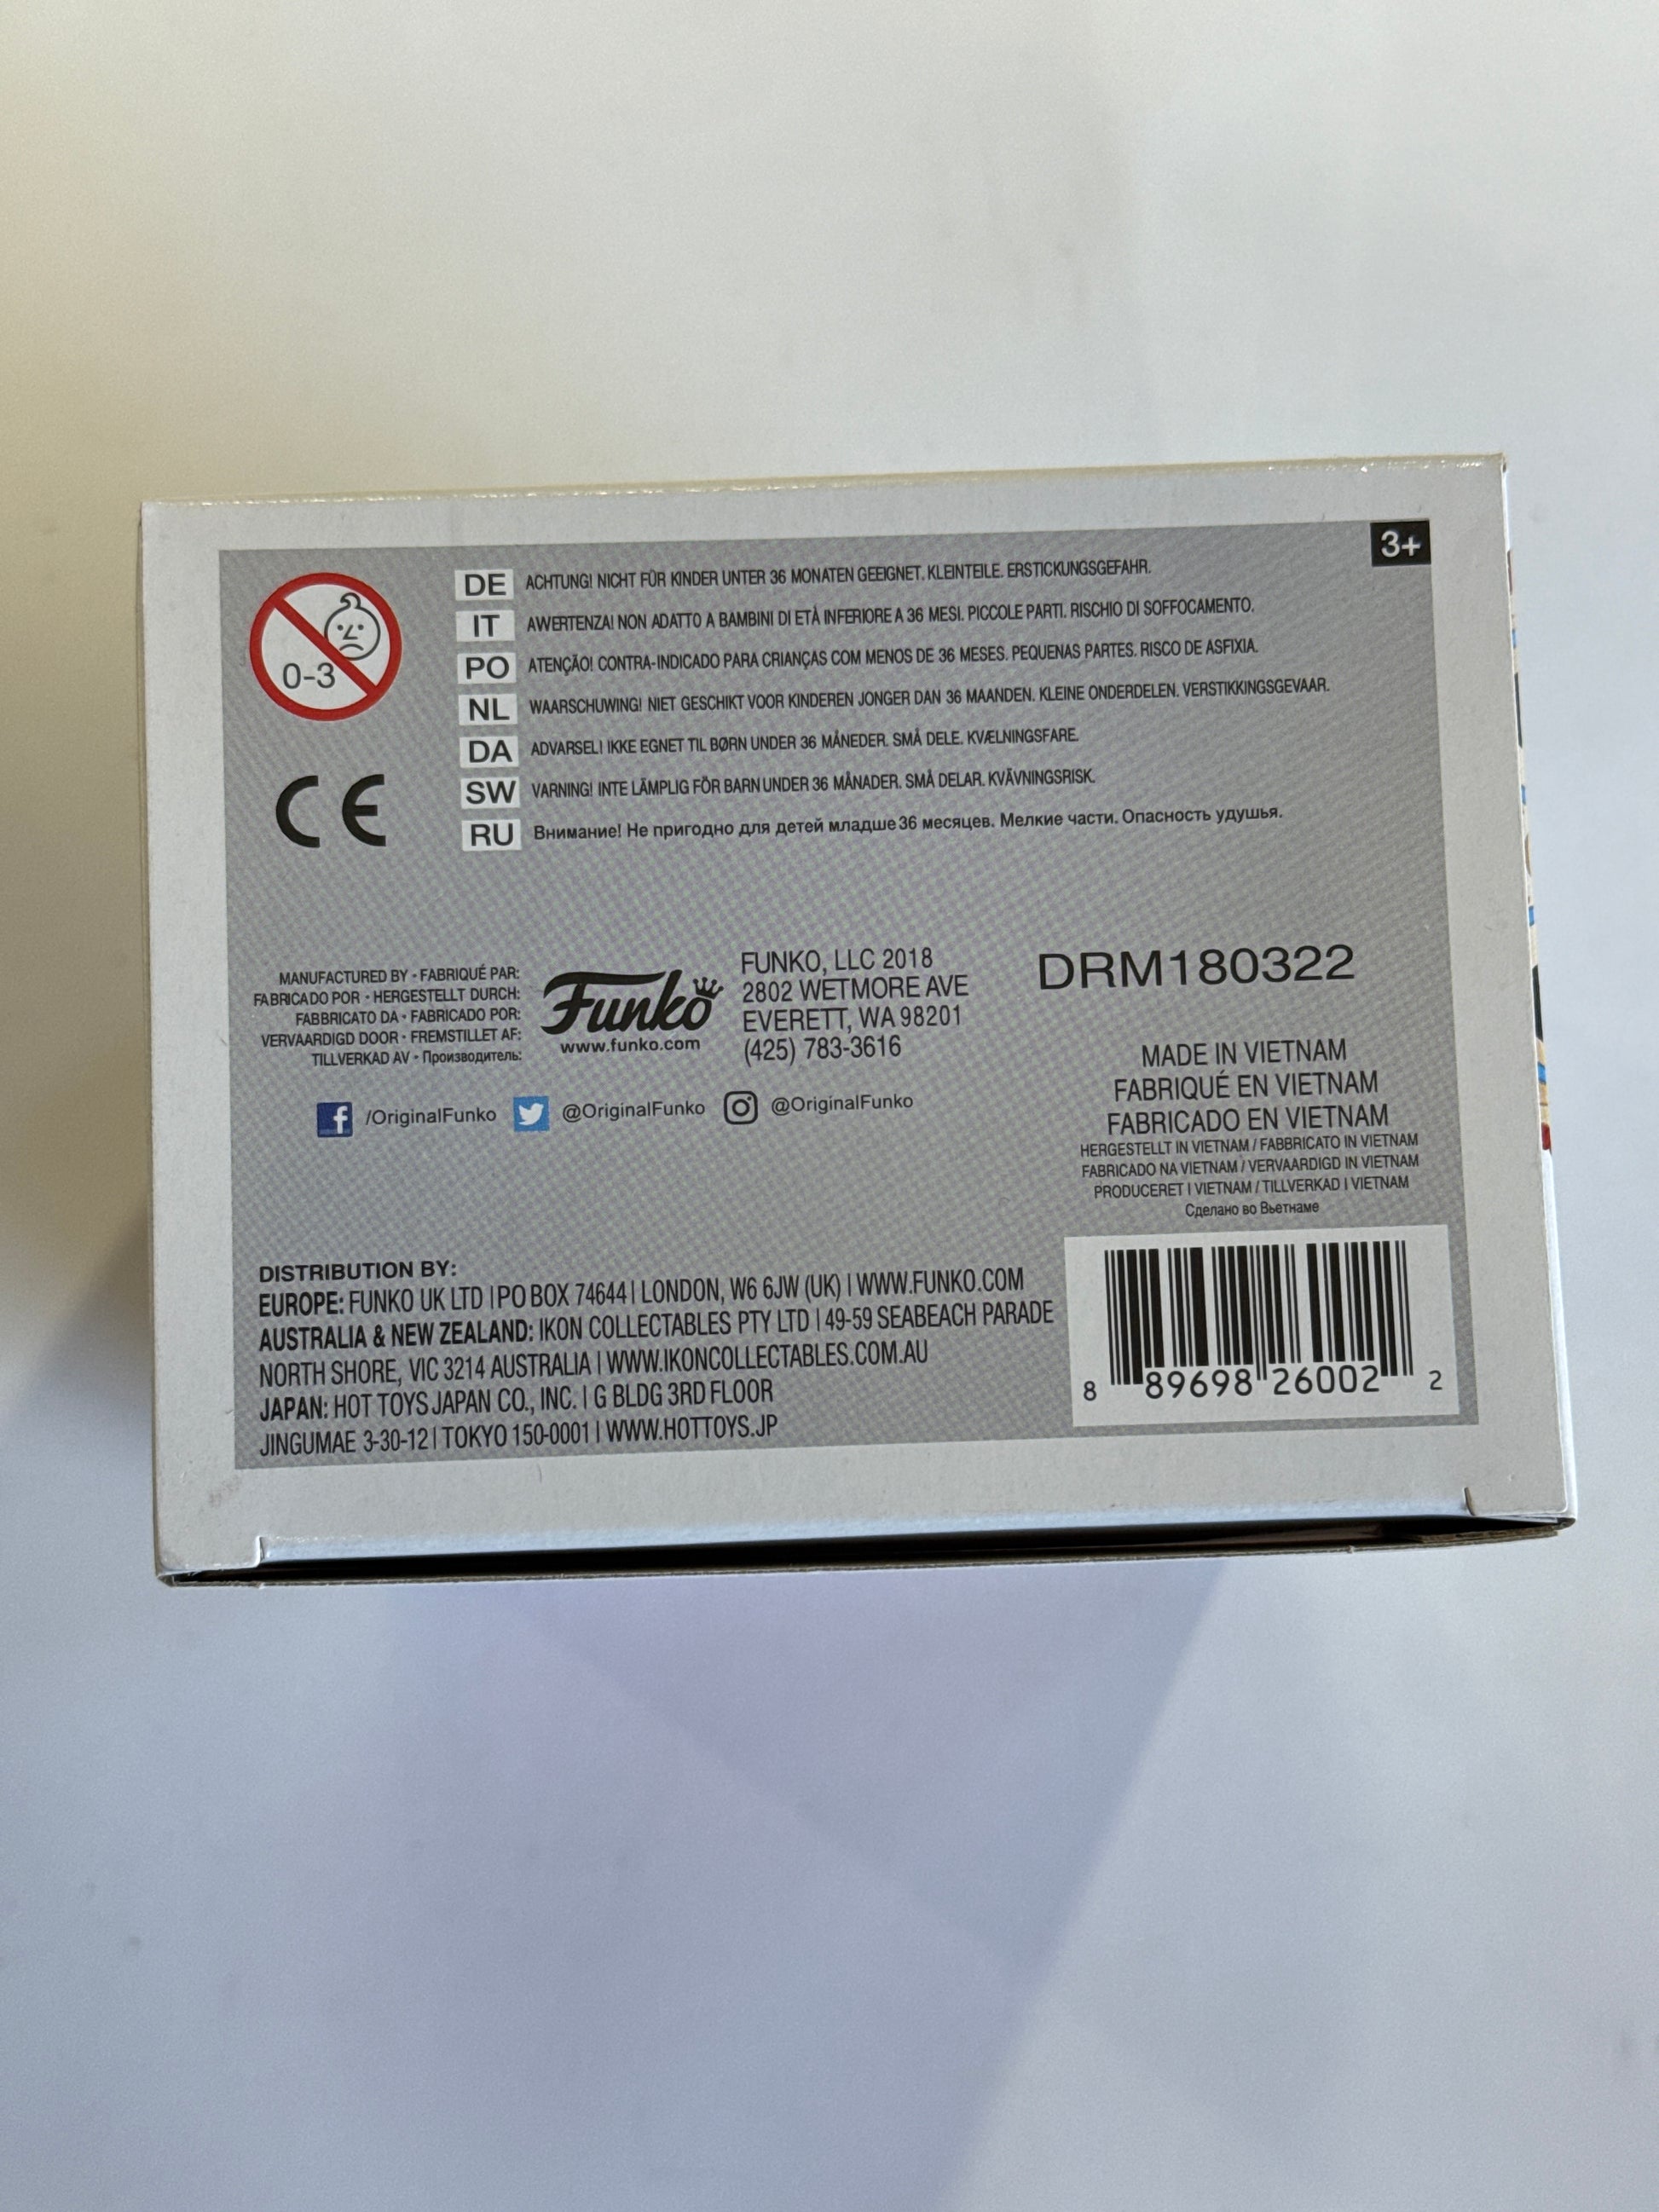 3+
0-3
DE ACHTUNG! NICHT FÜR KINDER UNTER 36 MONATEN GEEIGNET. KLEINTEILE. ERSTICKUNGSGEFAHR.
IT AWERTENZA! NON ADATTO A BAMBINI DI ETÀ INFERIORE A 36 MESI. PICCOLE PARTI. RISCHIO DI SOFFOCAMENTO.
PO ATENÇÃO! CONTRA-INDICADO PARA CRIANÇAS COM MENOS DE 36 MESES. PEQUENAS PARTES. RISCO DE ASFIXIA.
NL WAARSCHUWING! NIET GESCHIKT VOOR KINDEREN JONGER DAN 36 MAANDEN. KLEINE ONDERDELEN. VERSTIKKINGSGEVAAR.
DA ADVARSEL! IKKE EGNET TIL BØRN UNDER 36 MÅNEDER. SMÅ DELE. KVÆLNINGSFARE.
SW VARNING! INTE LÄMPLIG FÖR BARN UNDER 36 MÅNADER. SMÅ DELAR. KVÄVNINGSRISK.
RU Внимание! Не пригодно для детей младше 36 месяцев. Мелкие части. Опасность удушья.
CE
MANUFACTURED BY - FABRIQUÉ PAR:
FABRICADO POR - HERGESTELLT DURCH:
FABBRICATO DA - FABRICADO POR:
VERVAARDIGD DOOR - FREMSTILLET AF:
TILLVERKAD AV - Производитель:
Funko
www.funko.com
FUNKO, LLC 2018
2802 WETMORE AVE
EVERETT, WA 98201
(425) 783-3616
/OriginalFunko @OriginalFunko @OriginalFunko
DRM180322
MADE IN VIETNAM
FABRIQUÉ EN VIETNAM
FABRICADO EN VIETNAM
HERGESTELLT IN VIETNAM / FABBRICATO IN VIETNAM
FABRICADO NA VIETNAM / VERVAARDIGD IN VIETNAM
PRODUCERET I VIETNAM / TILLVERKAD I VIETNAM
Сделано во Вьетнаме
DISTRIBUTION BY:
EUROPE: FUNKO UK LTD | PO BOX 74644 | LONDON, W6 6JW (UK) | WWW.FUNKO.COM
AUSTRALIA & NEW ZEALAND: IKON COLLECTABLES PTY LTD | 49-59 SEABEACH PARADE
NORTH SHORE, VIC 3214 AUSTRALIA | WWW.IKONCOLLECTABLES.COM.AU
JAPAN: HOT TOYS JAPAN CO., INC. | G BLDG 3RD FLOOR
JINGUMAE 3-30-12 | TOKYO 150-0001 | WWW.HOTTOYS.JP
8 89698 26002 2